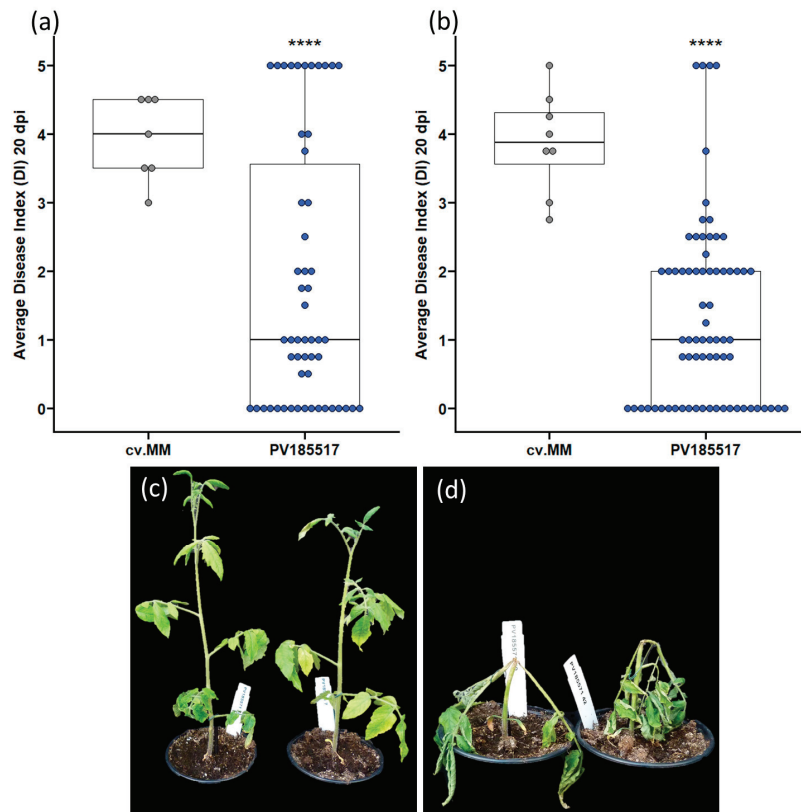 (a)
Average Disease Index (DI) 20 dpi
5
4
3
2
1
0
****
cv.MM
PV185517
(b)
Average Disease Index (DI) 20 dpi
5
4
3
2
1
0
****
cv.MM
PV185517
(c)
(d)